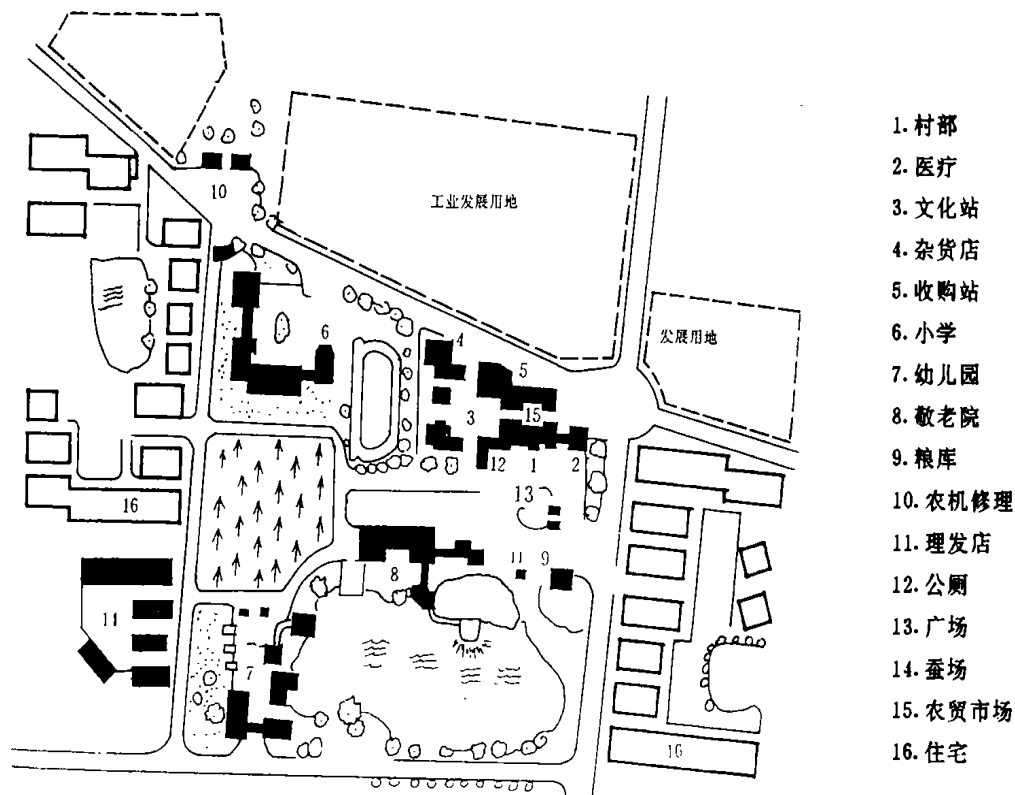 10
工业发展用地
发展用地
6
4
5
3
15
12
1
2
16
13
11
9
8
14
7
16
1.村部
2.医疗
3.文化站
4.杂货店
5.收购站
6.小学
7.幼儿园
8.敬老院
9.粮库
10.农机修理
11.理发店
12.公厕
13.广场
14.蚕场
15.农贸市场
16.住宅